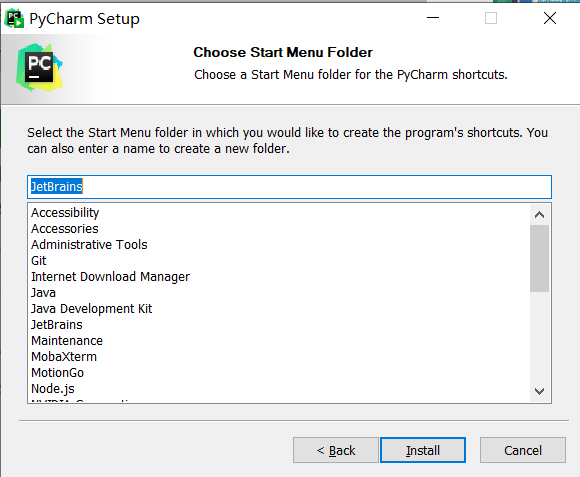 PyCharm Setup
PC
Choose Start Menu Folder
Choose a Start Menu folder for the PyCharm shortcuts.
Select the Start Menu folder in which you would like to create the program's shortcuts. You
can also enter a name to create a new folder.
JetBrains
Accessibility
Accessories
Administrative Tools
Git
Internet Download Manager
Java
Java Development Kit
JetBrains
Maintenance
MobaXterm
MotionGo
Node.js
< Back
Install
Cancel